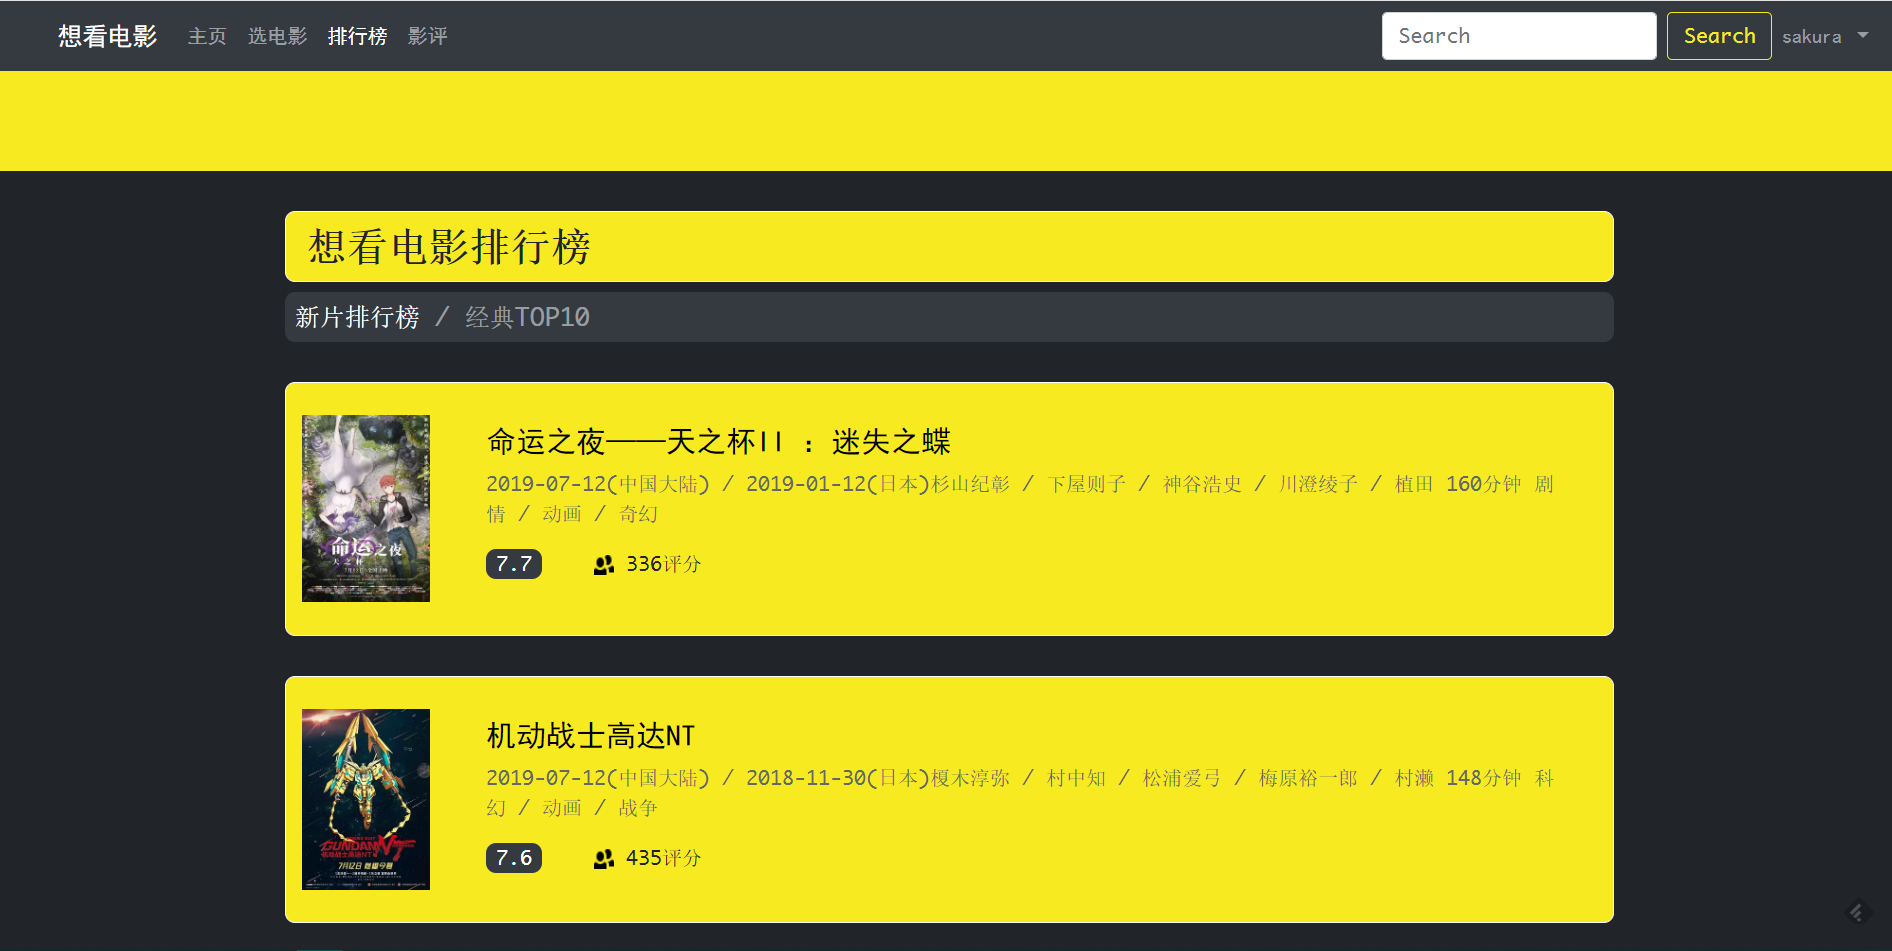 想看电影 主页 选电影 排行榜 影评 Search Search sakura
想看电影排行榜
新片排行榜 / 经典TOP10
命运之夜——天之杯II : 迷失之蝶
2019-07-12(中国大陆) / 2019-01-12(日本)杉山纪彰 / 下屋则子 / 神谷浩史 / 川澄绫子 / 植田 160分钟 剧
情 / 动画 / 奇幻
7.7 336评分
命运之夜
天之杯
机动战士高达NT
2019-07-12(中国大陆) / 2018-11-30(日本)榎木淳弥 / 村中知 / 松浦爱弓 / 梅原裕一郎 / 村濑 148分钟 科
幻 / 动画 / 战争
7.6 435评分
GUNDAM NT
机动战士高达NT